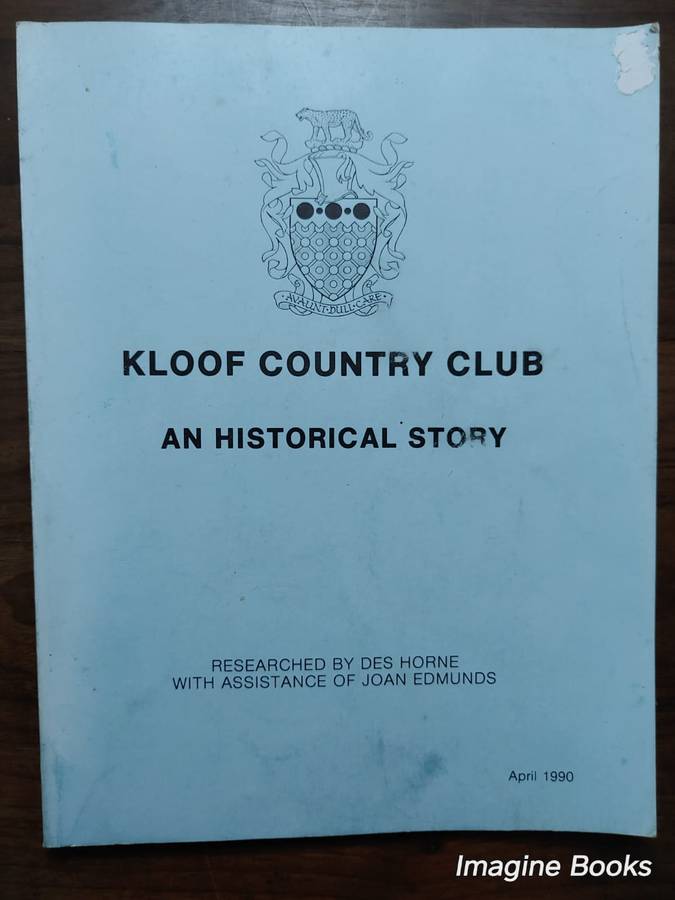 ·AVAUNT·DULL·CARE·
KLOOF COUNTRY CLUB
AN HISTORICAL STORY
RESEARCHED BY DES HORNE
WITH ASSISTANCE OF JOAN EDMUNDS
April 1990
Imagine Books